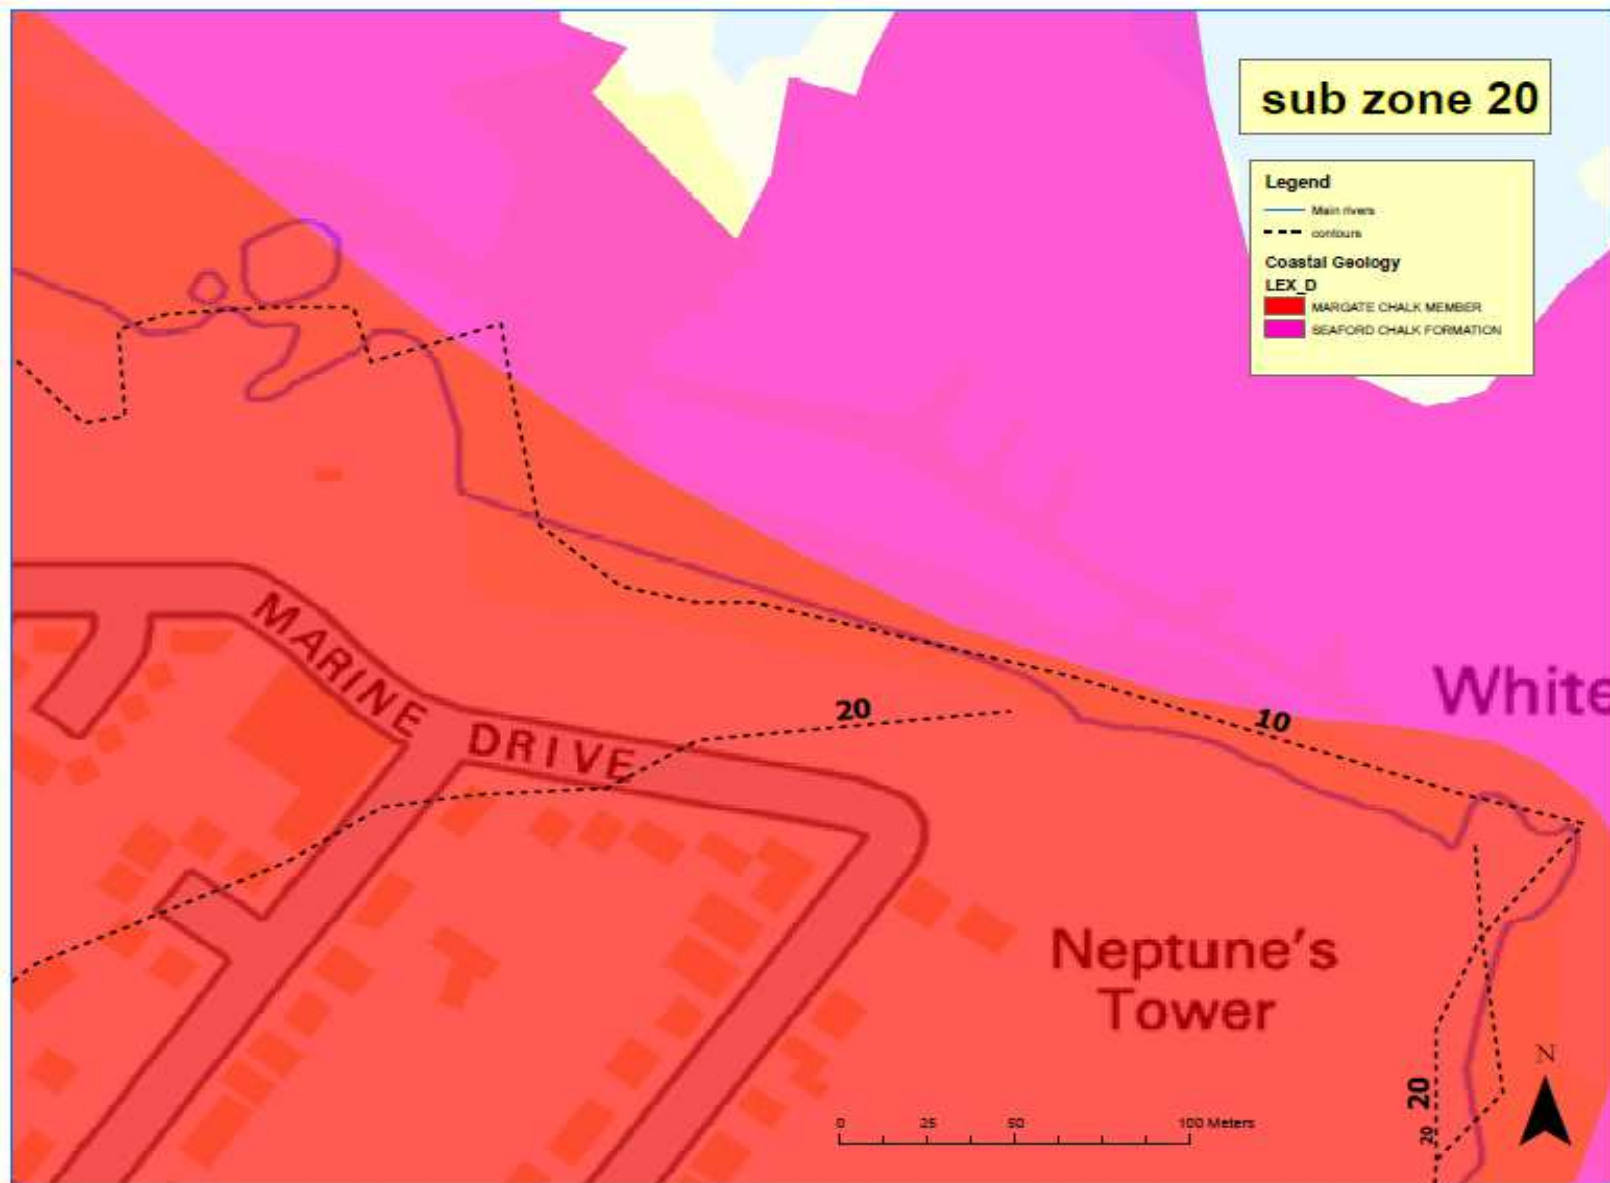 sub zone 20
Legend
Main rivers
contours
Coastal Geology
LEX_D
MARGATE CHALK MEMBER
SEAFORD CHALK FORMATION
MARINE DRIVE
White
20
10
Neptune's
Tower
20
20
N
0 25 50 100 Meters